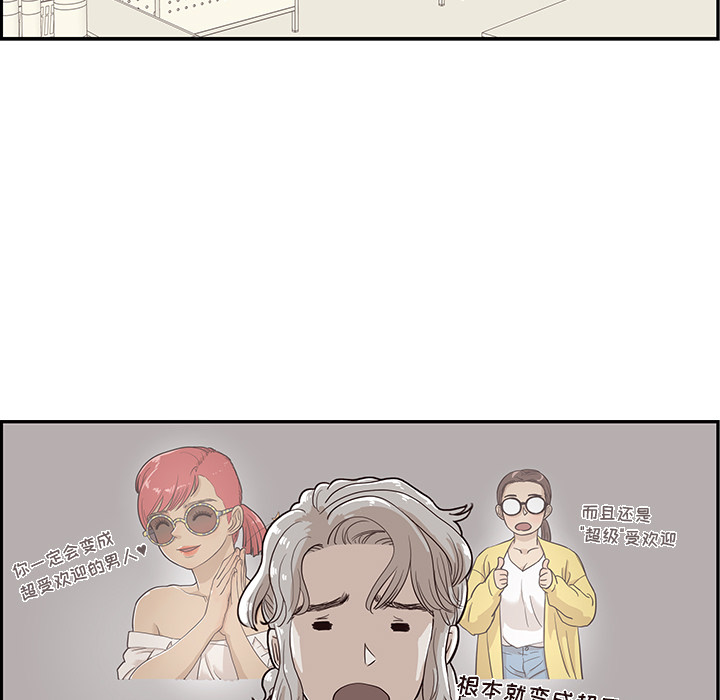 你一定会变成
超受欢迎的男人♥
而且还是
"超级"受欢迎
根本就变成超